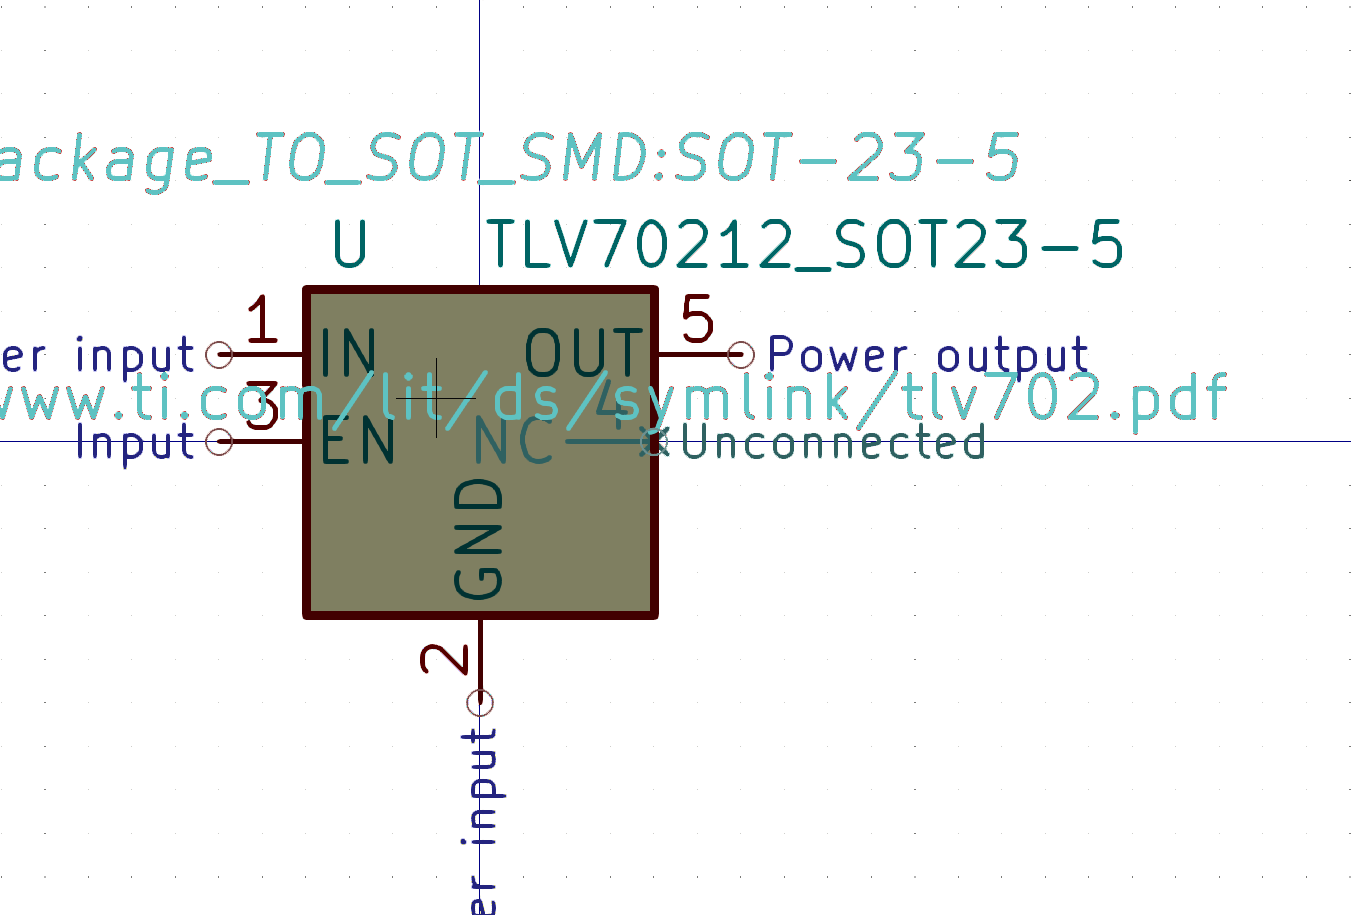 ackage_TO_SOT_SMD:SOT-23-5
U TLV70212_SOT23-5
1 5
er input IN OUT Power output
www.ti.com/lit/ds/symlink/tlv702.pdf
3 4
Input EN NC Unconnected
GND
2
er input